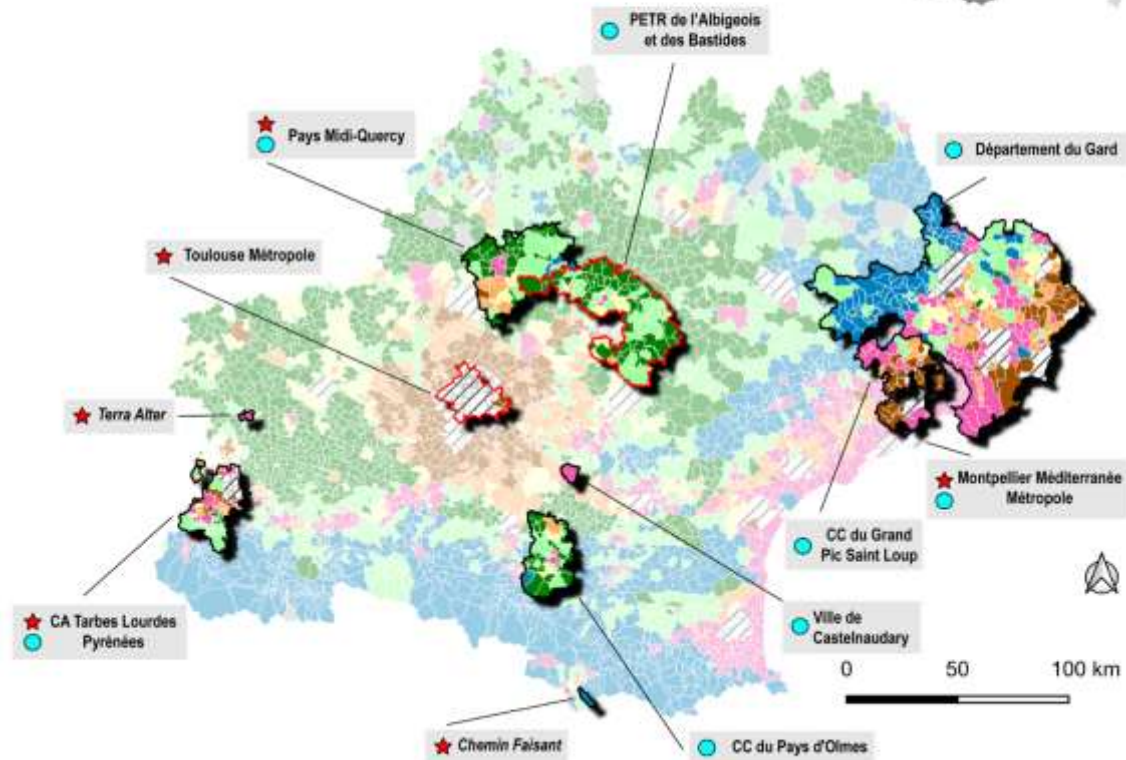 PETR de l'Albigeois
et des Bastides
Pays Midi-Quercy
Département du Gard
Toulouse Métropole
Terra Alter
Montpellier Méditerranée
Métropole
CC du Grand
Pic Saint Loup
CA Tarbes Lourdes
Pyrénées
Ville de
Castelnaudary
0 50 100 km
Chemin Faisant
CC du Pays d'Olmes